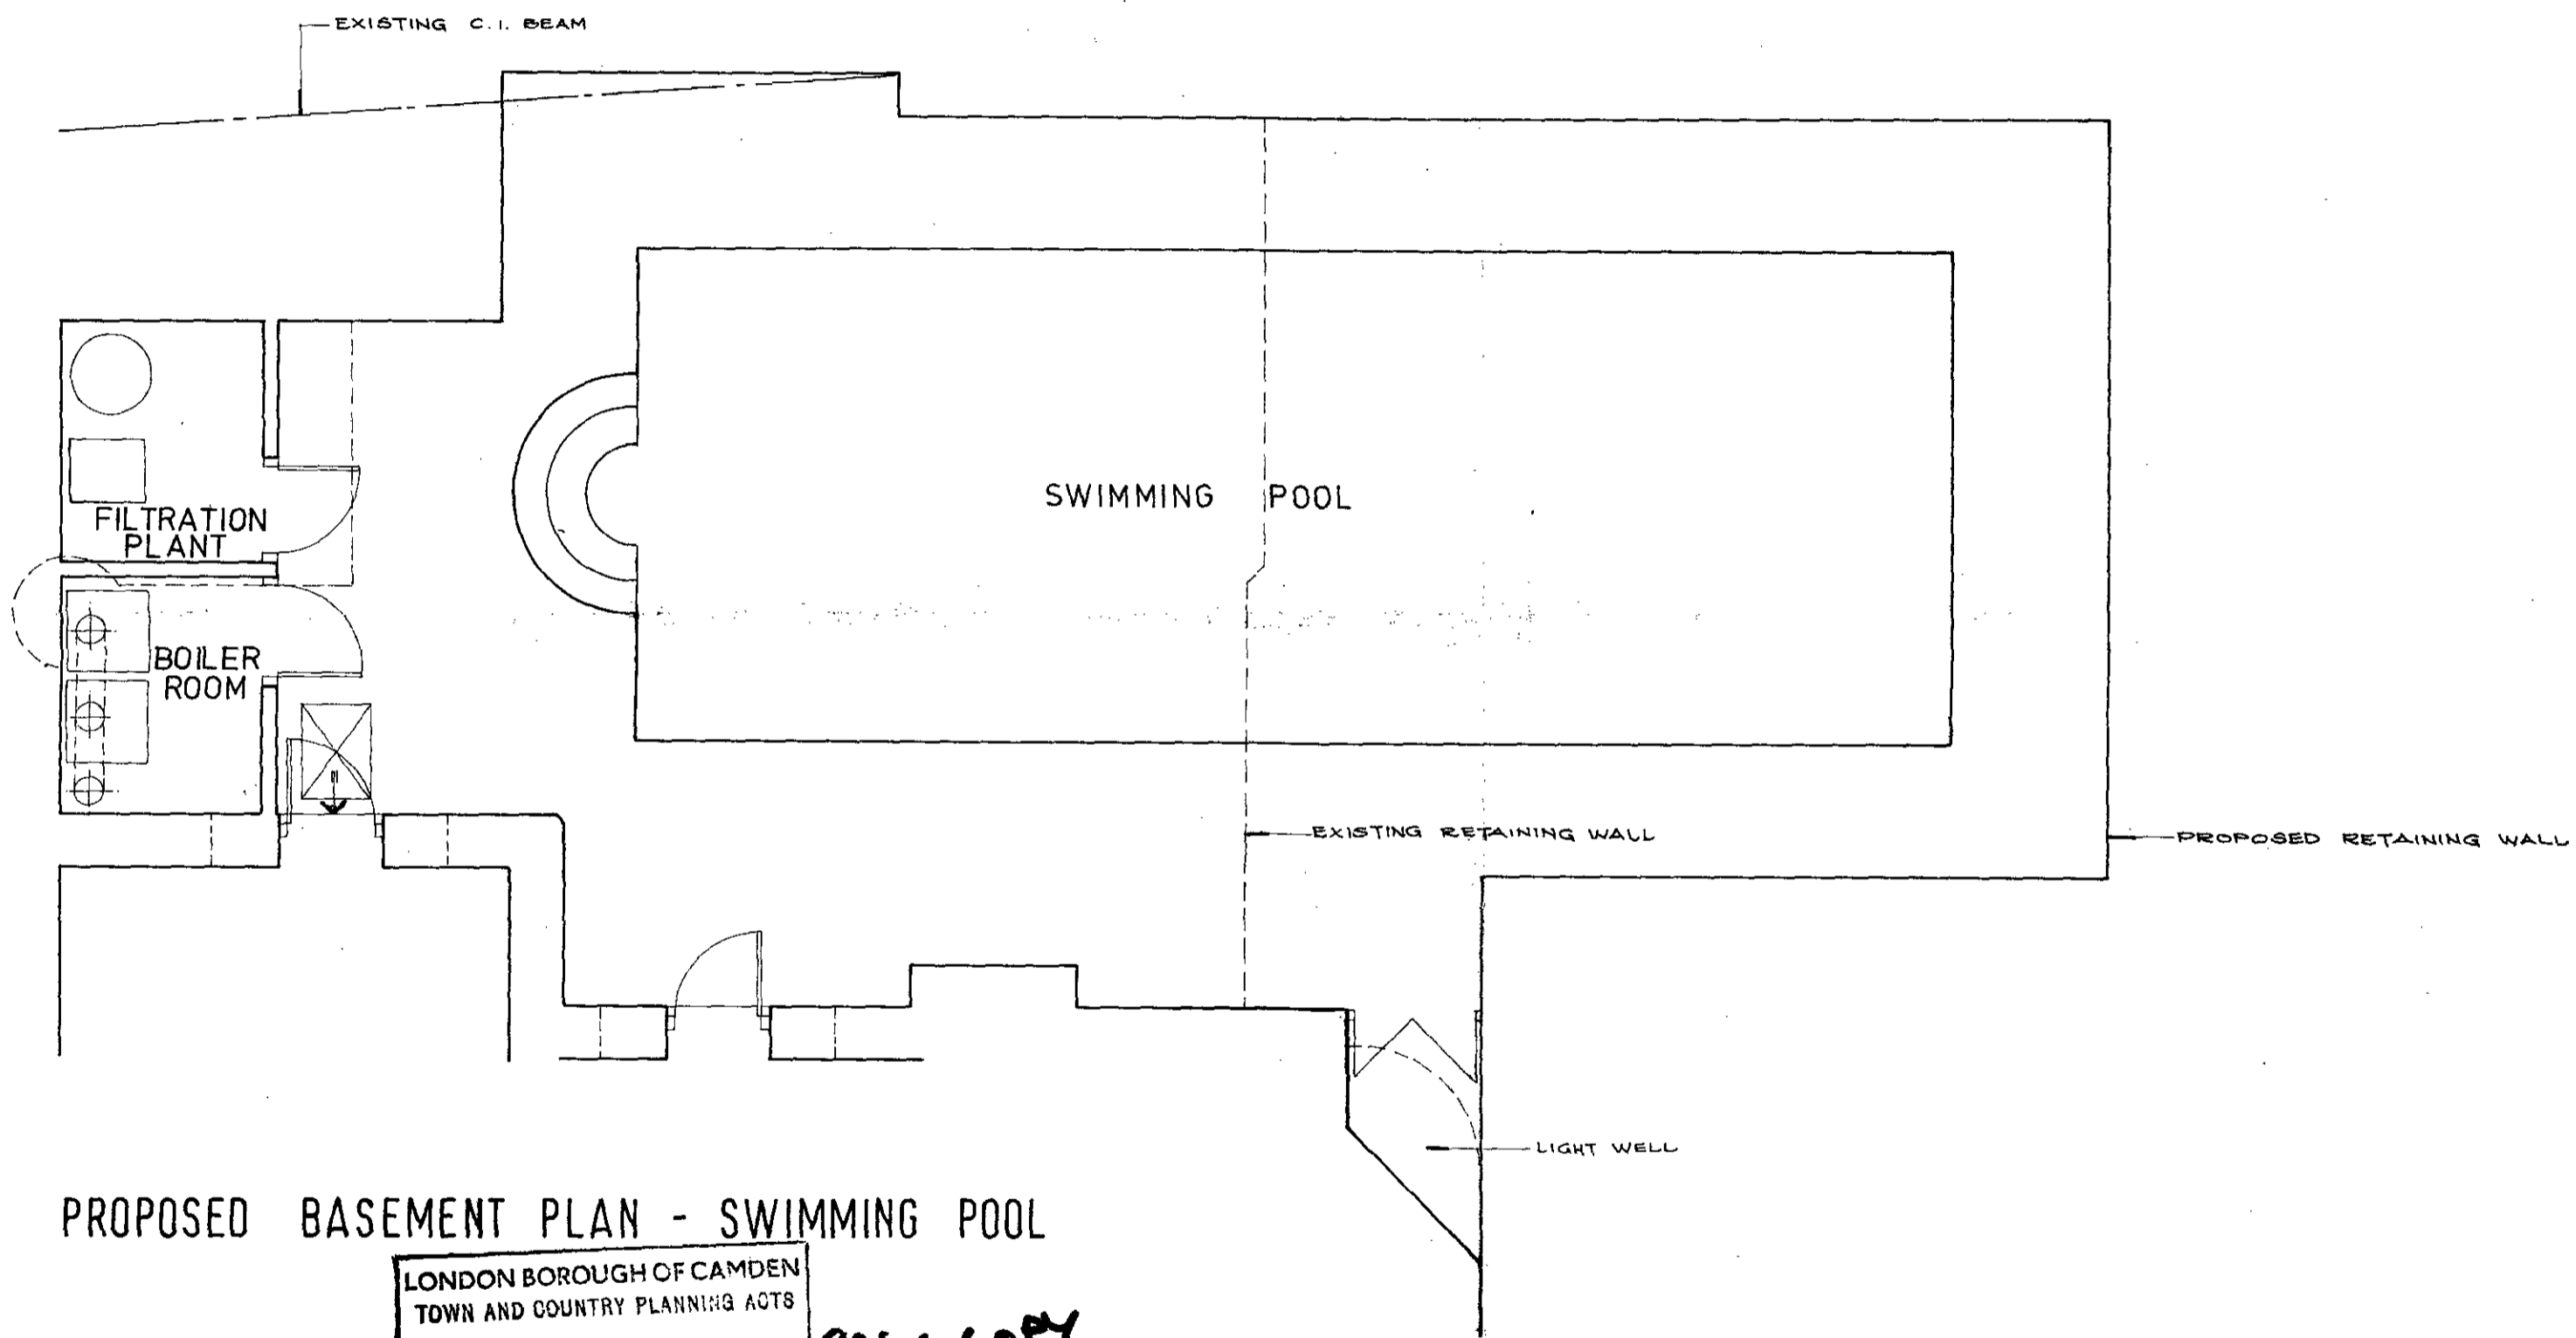 EXISTING C.I. BEAM
SWIMMING POOL
FILTRATION
PLANT
BOILER
ROOM
EXISTING RETAINING WALL
PROPOSED RETAINING WALL
LIGHT WELL
PROPOSED BASEMENT PLAN - SWIMMING POOL
LONDON BOROUGH OF CAMDEN
TOWN AND COUNTRY PLANNING ACTS